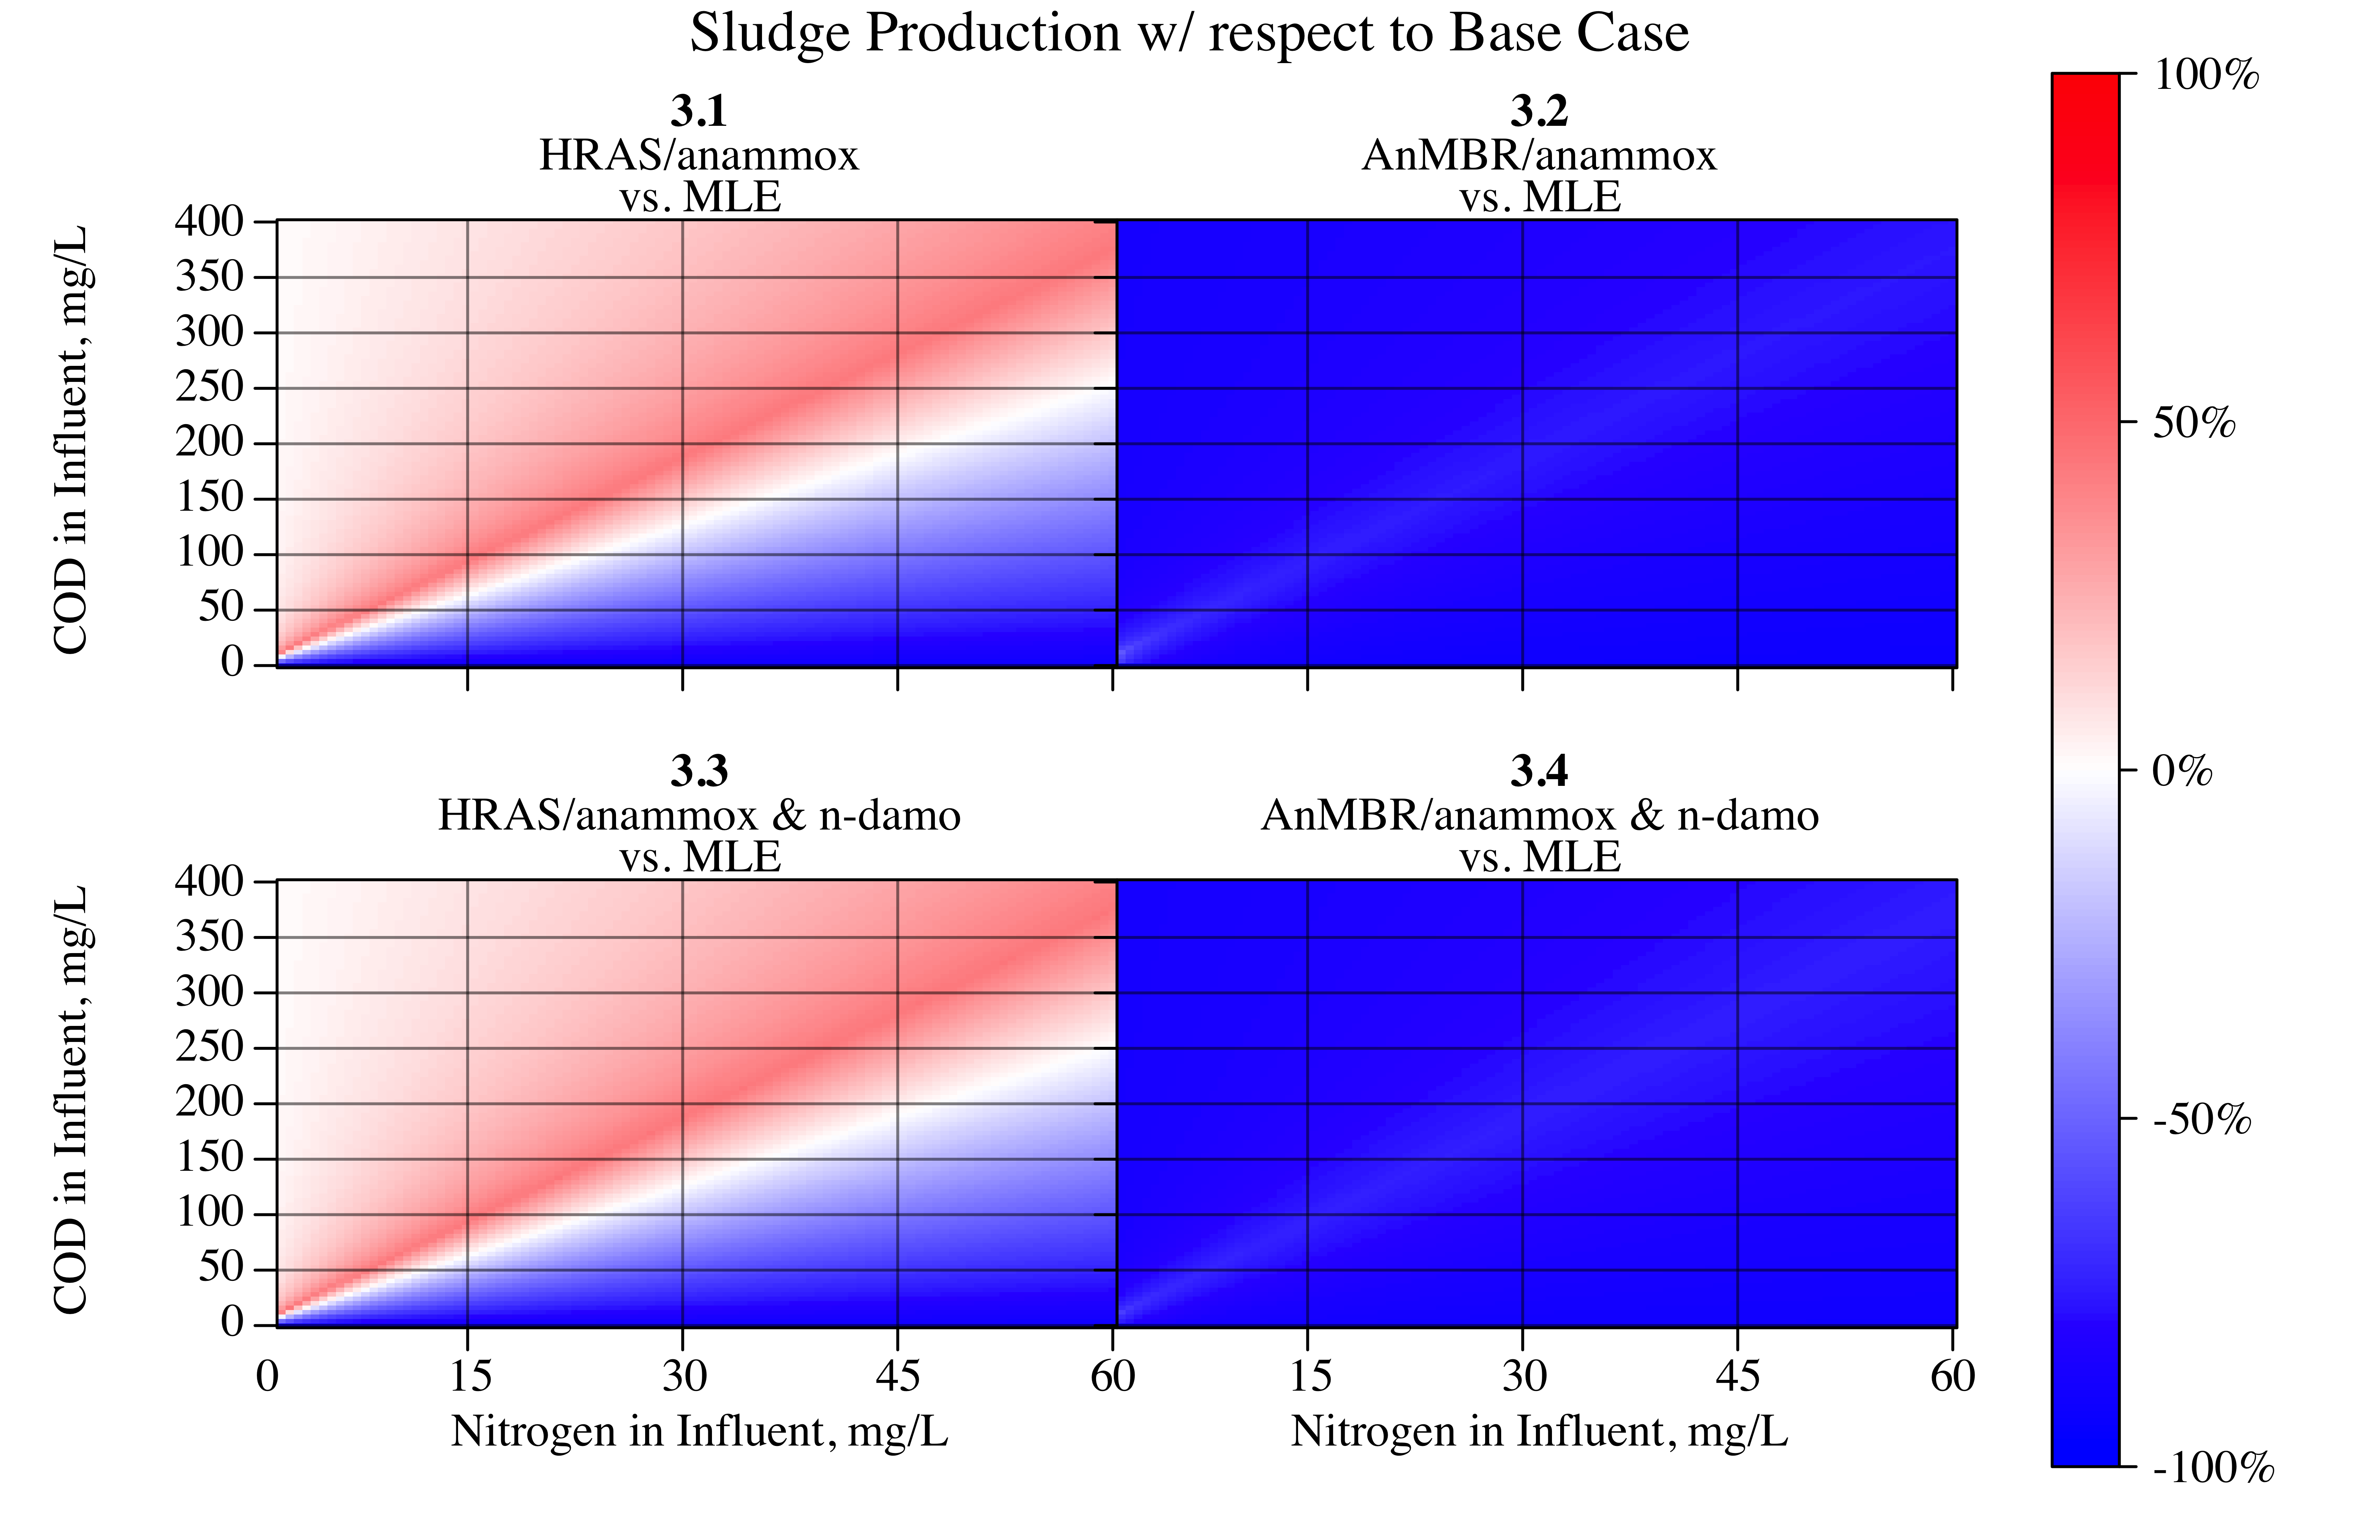 Sludge Production w/ respect to Base Case
3.1
HRAS/anammox
vs. MLE
3.2
AnMBR/anammox
vs. MLE
COD in Influent, mg/L
400
350
300
250
200
150
100
50
0
3.3
HRAS/anammox & n-damo
vs. MLE
3.4
AnMBR/anammox & n-damo
vs. MLE
COD in Influent, mg/L
400
350
300
250
200
150
100
50
0
0 15 30 45 60 15 30 45 60
Nitrogen in Influent, mg/L
Nitrogen in Influent, mg/L
100%
50%
0%
-50%
-100%